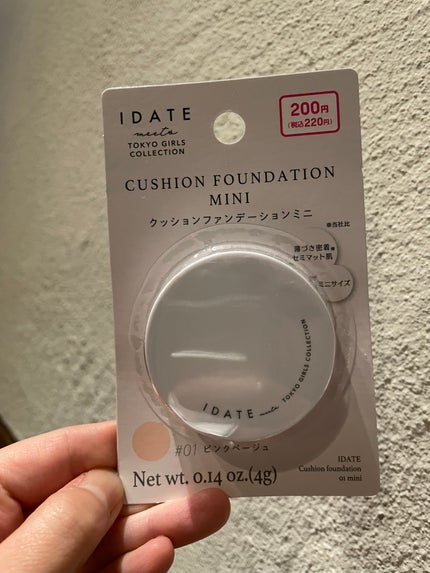 IDATE
meets
TOKYO GIRLS
COLLECTION
200円
(税込220円)
CUSHION FOUNDATION
MINI
クッションファンデーションミニ
※当社比
薄づき密着※
セミマット肌
ミニサイズ
IDATE meets TOKYO GIRLS COLLECTION
#01 ピンクベージュ
Net wt. 0.14 oz.(4g)
IDATE
Cushion foundation
01 mini